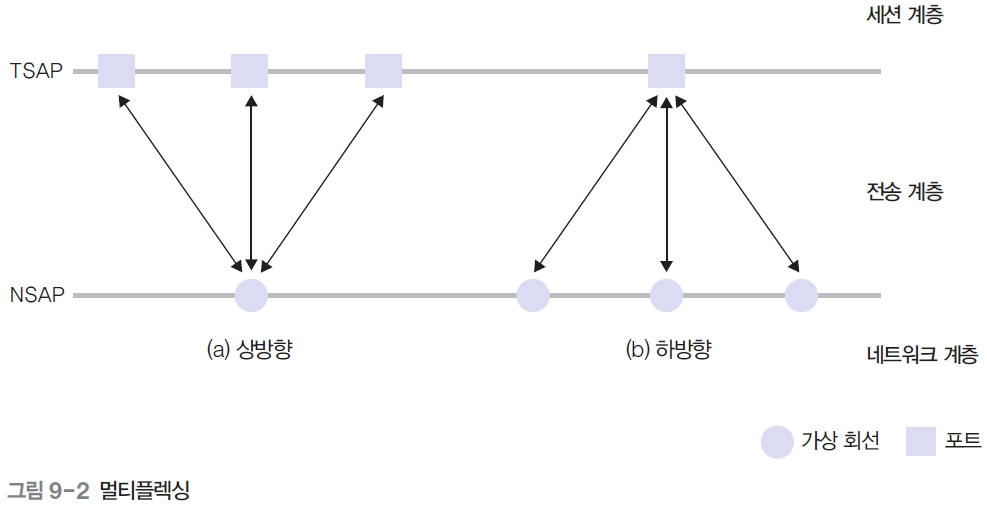 세션 계층
TSAP
전송 계층
NSAP
(a) 상방향
(b) 하방향
네트워크 계층
가상 회선
포트
그림 9-2 멀티플렉싱